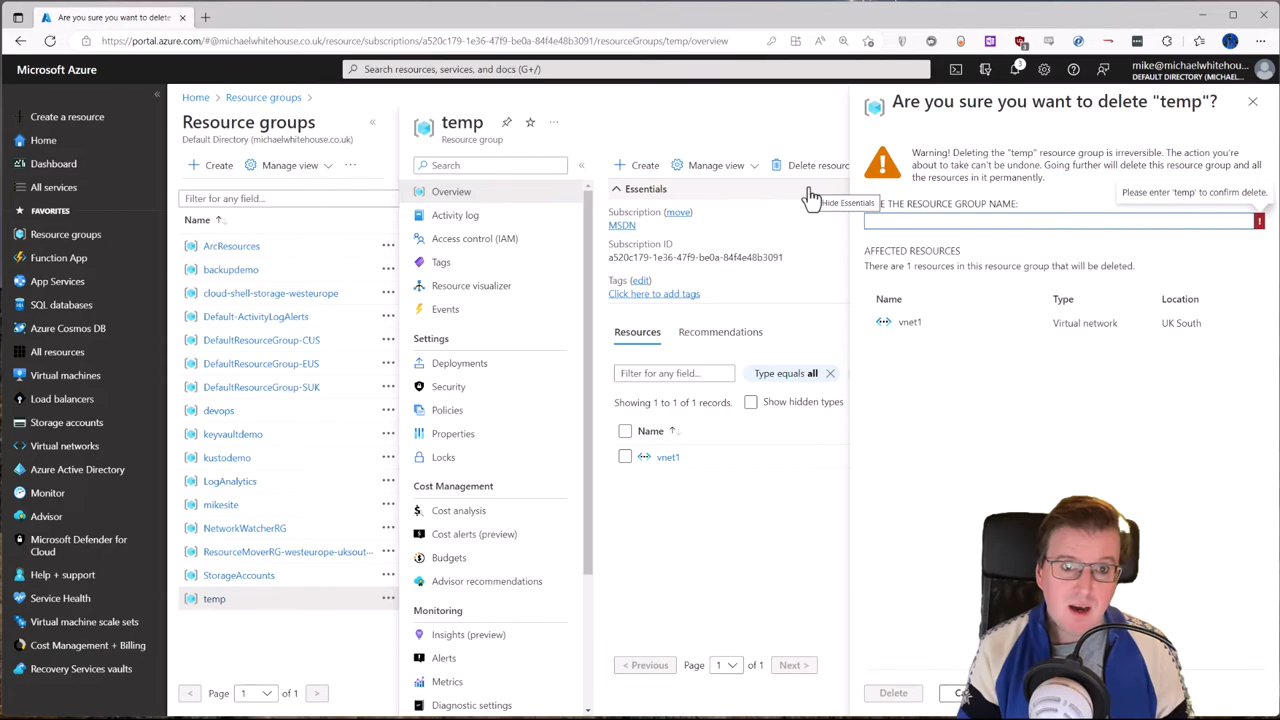 Are you sure you want to delete
https://portal.azure.com/#@michaelwhitehouse.co.uk/resource/subscriptions/a520c179-1e36-47f9-be0a-84f4e48b3091/resourceGroups/temp/overview
Microsoft Azure
Search resources, services, and docs (G+/)
3
mike@michaelwhitehouse....
DEFAULT DIRECTORY (MICHAEL...
Create a resource
Home
Dashboard
All services
FAVORITES
Resource groups
Function App
App Services
SQL databases
Azure Cosmos DB
All resources
Virtual machines
Load balancers
Storage accounts
Virtual networks
Azure Active Directory
Monitor
Advisor
Microsoft Defender for
Cloud
Help + support
Service Health
Virtual machine scale sets
Cost Management + Billing
Recovery Services vaults
Home > Resource groups >
Resource groups
Default Directory (michaelwhitehouse.co.uk)
+ Create Manage view ...
Filter for any field...
Name ↑
ArcResources ...
backupdemo ...
cloud-shell-storage-westeurope ...
Default-ActivityLogAlerts ...
DefaultResourceGroup-CUS ...
DefaultResourceGroup-EUS ...
DefaultResourceGroup-SUK ...
devops ...
keyvaultdemo ...
kustodemo ...
LogAnalytics ...
mikesite ...
NetworkWatcherRG ...
ResourceMoverRG-westeurope-uksout... ...
StorageAccounts ...
temp ...
< Page 1 of 1 >
temp
Resource group
Search
Overview
Activity log
Access control (IAM)
Tags
Resource visualizer
Events
Settings
Deployments
Security
Policies
Properties
Locks
Cost Management
Cost analysis
Cost alerts (preview)
Budgets
Advisor recommendations
Monitoring
Insights (preview)
Alerts
Metrics
Diagnostic settings
+ Create Manage view Delete resourc
Essentials
Hide Essentials
Subscription (move)
MSDN
Subscription ID
a520c179-1e36-47f9-be0a-84f4e48b3091
Tags (edit)
Click here to add tags
Resources Recommendations
Filter for any field... Type equals all X
Showing 1 to 1 of 1 records. Show hidden types
Name ↑
vnet1
< Previous Page 1 of 1 Next >
Are you sure you want to delete "temp"?
Warning! Deleting the "temp" resource group is irreversible. The action you're
about to take can't be undone. Going further will delete this resource group and all
the resources in it permanently.
Please enter 'temp' to confirm delete.
E THE RESOURCE GROUP NAME:
AFFECTED RESOURCES
There are 1 resources in this resource group that will be deleted.
Name Type Location
vnet1 Virtual network UK South
Delete